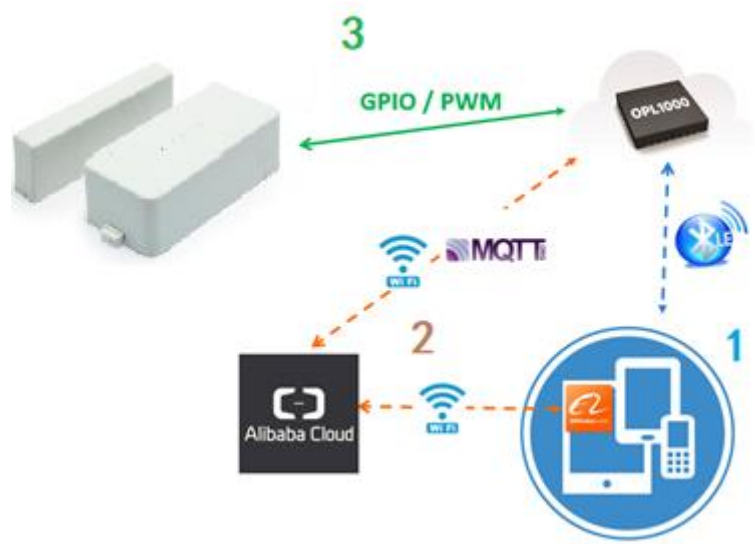 3
GPIO / PWM
OPL1000
LE
Wi Fi
MQTT
2
1
Alibaba Cloud
Wi Fi